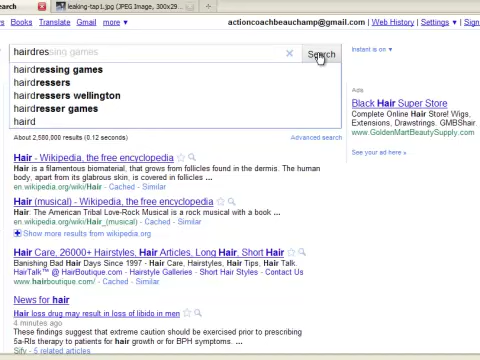 earch
leaking-tap1.jpg (JPEG Image, 300x29...
rs Books Translate Gmail more ▼
actioncoachbeauchamp@gmail.com | Web History | Settings ▼ | Sign
hairdressing games
Search
Instant is on ▼
hairdressing games
hairdressers
hairdressers wellington
hairdresser games
haird
About 2,580,000 results (0.12 seconds)
Advanced search
Hair - Wikipedia, the free encyclopedia
Hair is a filamentous biomaterial, that grows from follicles found in the dermis. The human
body, apart from its glabrous skin, is covered in follicles ...
en.wikipedia.org/wiki/Hair - Cached - Similar
Hair (musical) - Wikipedia, the free encyclopedia
Hair: The American Tribal Love-Rock Musical is a rock musical with a book ...
en.wikipedia.org/wiki/Hair_(musical) - Cached - Similar
Show more results from wikipedia.org
Hair Care, 26000+ Hairstyles, Hair Articles, Long Hair, Short Hair
Banishing Bad Hair Days Since 1997 - Hair Care, Hairstyles, Hair Tips, Hair Talk.
HairTalk™ @ HairBoutique.com - Hairstyle Galleries - Short Hair Styles - Contact Us
www.hairboutique.com/ - Cached - Similar
News for hair
Hair loss drug may result in loss of libido in men
4 minutes ago
These findings suggest that extreme caution should be exercised prior to prescribing
5a-RIs therapy to patients for hair growth or for BPH symptoms. ...
Sify - 5 related articles
Ads
Black Hair Super Store
Complete Online Hair Store! Wigs,
Extensions, Drawstrings. GMBShair.
www.GoldenMartBeautySupply.com
See your ad here »